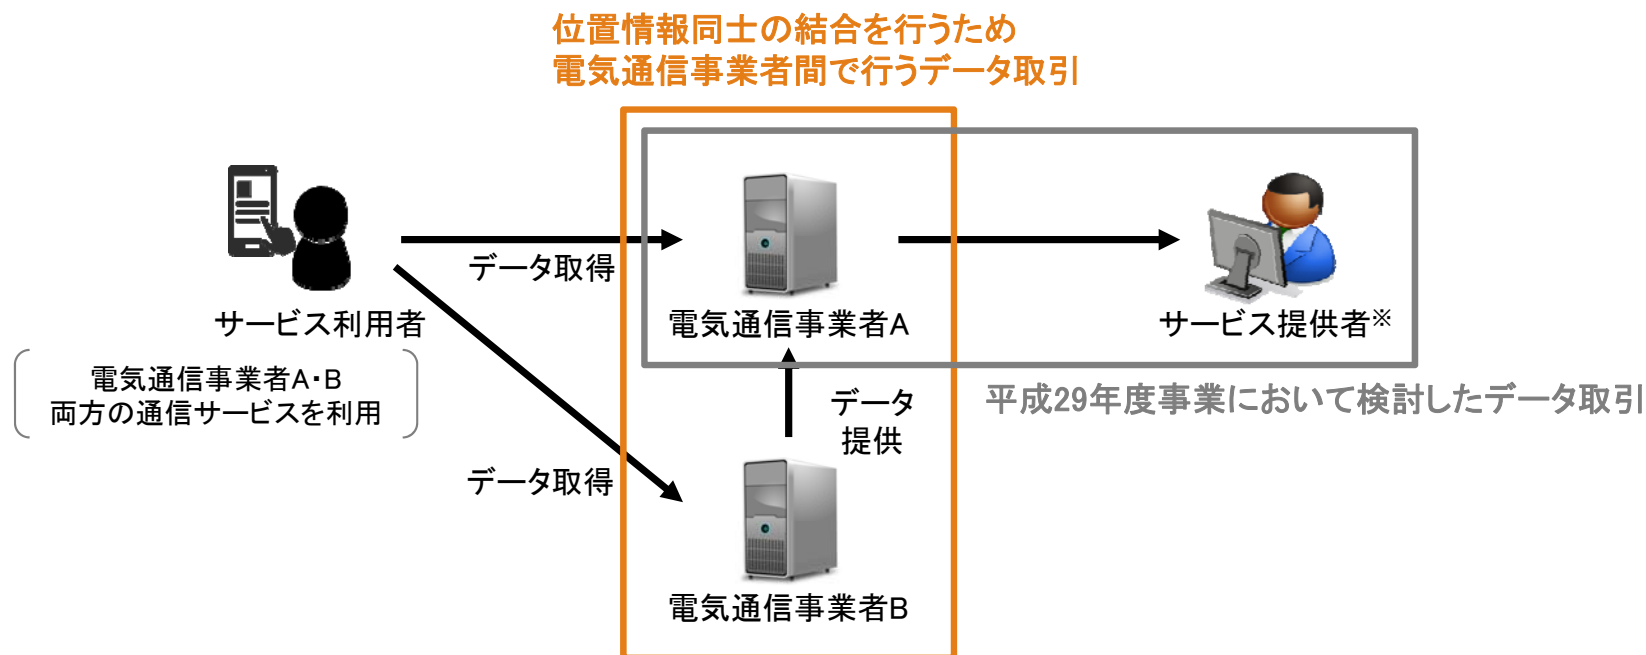 位置情報同士の結合を行うため
電気通信事業者間で行うデータ取引
データ取得
サービス利用者
電気通信事業者A
サービス提供者※
電気通信事業者A・B
両方の通信サービスを利用
データ
提供
平成29年度事業において検討したデータ取引
データ取得
電気通信事業者B